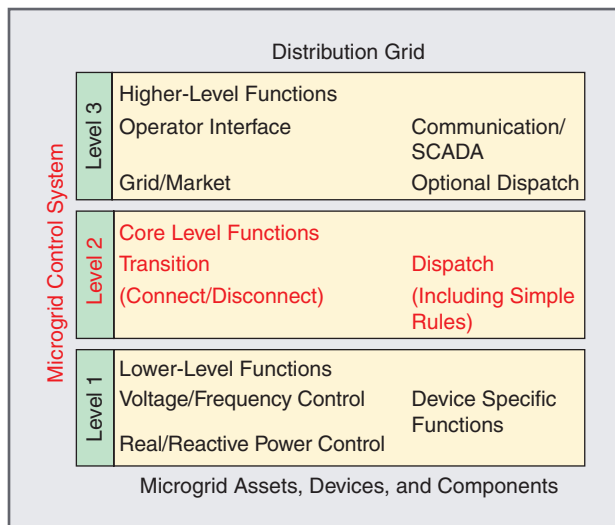 Distribution Grid
Microgrid Control System
Level 3
Higher-Level Functions
Operator Interface
Communication/
SCADA
Grid/Market
Optional Dispatch
Level 2
Core Level Functions
Transition
Dispatch
(Connect/Disconnect)
(Including Simple
Rules)
Level 1
Lower-Level Functions
Voltage/Frequency Control
Device Specific
Functions
Real/Reactive Power Control
Microgrid Assets, Devices, and Components